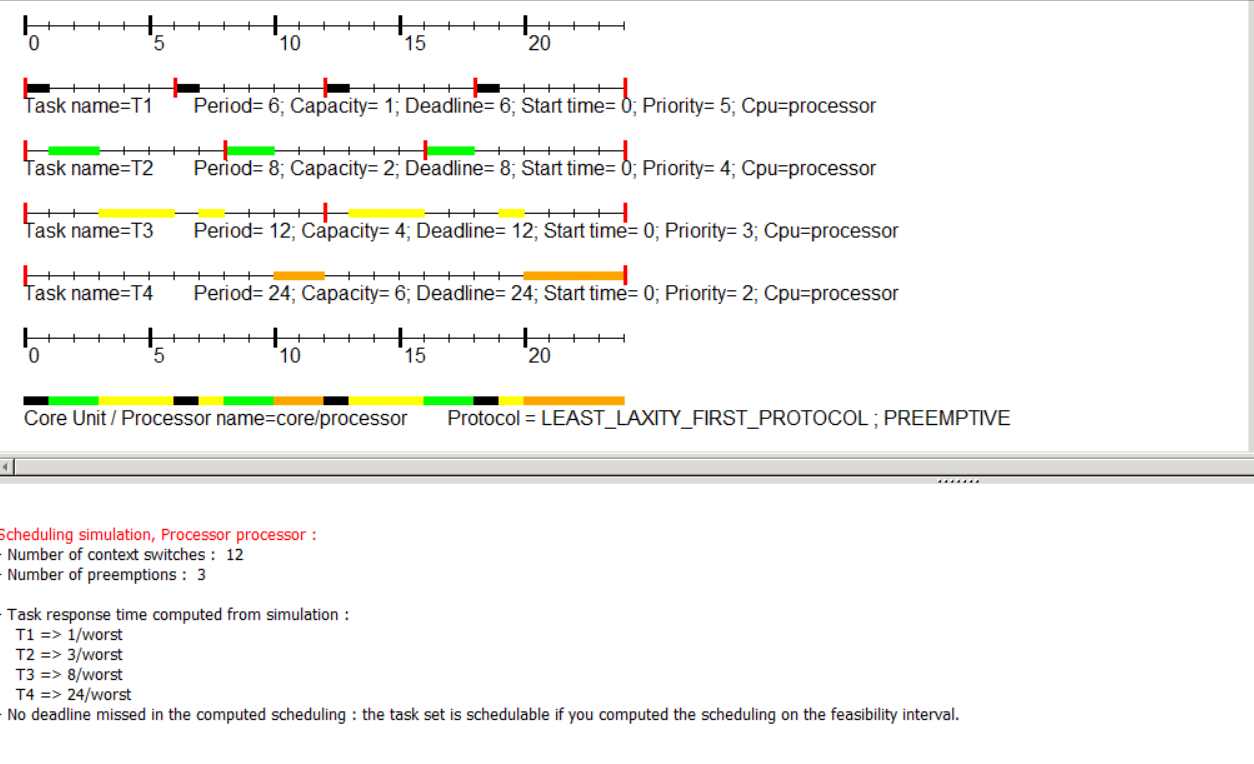 0 5 10 15 20
Task name=T1 Period= 6; Capacity= 1; Deadline= 6; Start time= 0; Priority= 5; Cpu=processor
Task name=T2 Period= 8; Capacity= 2; Deadline= 8; Start time= 0; Priority= 4; Cpu=processor
Task name=T3 Period= 12; Capacity= 4; Deadline= 12; Start time= 0; Priority= 3; Cpu=processor
Task name=T4 Period= 24; Capacity= 6; Deadline= 24; Start time= 0; Priority= 2; Cpu=processor
0 5 10 15 20
Core Unit / Processor name=core/processor Protocol = LEAST_LAXITY_FIRST_PROTOCOL ; PREEMPTIVE
Scheduling simulation, Processor processor :
- Number of context switches : 12
- Number of preemptions : 3
- Task response time computed from simulation :
T1 => 1/worst
T2 => 3/worst
T3 => 8/worst
T4 => 24/worst
- No deadline missed in the computed scheduling : the task set is schedulable if you computed the scheduling on the feasibility interval.